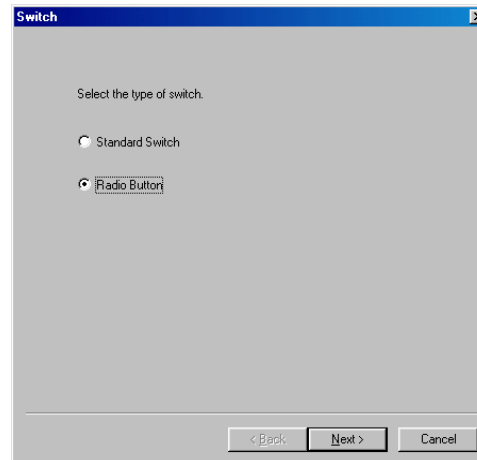 Switch
Select the type of switch.
Standard Switch
Radio Button
< Back
Next >
Cancel